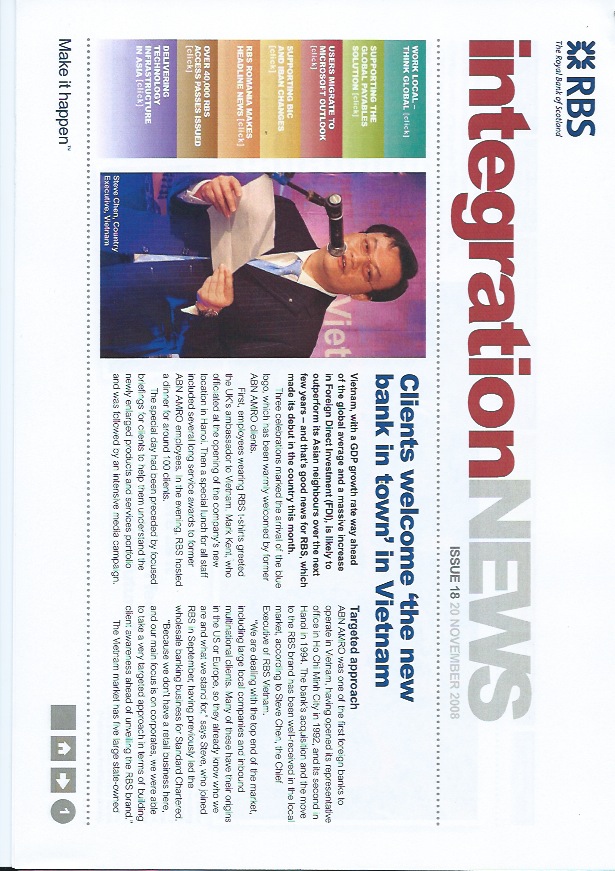 RBS
The Royal Bank of Scotland
integrationNEWS
ISSUE 18 20 NOVEMBER 2008
WORK LOCAL –
THINK GLOBAL [click]
SUPPORTING THE
GLOBAL PAYABLES
SOLUTION [click]
USERS MIGRATE TO
MICROSOFT OUTLOOK
[click]
SUPPORTING BIC
AND IBAN CHANGES
[click]
RBS ROMANIA MAKES
HEADLINE NEWS [click]
OVER 40,000 RBS
ACCESS PASSES ISSUED
[click]
DELIVERING
TECHNOLOGY
INFRASTRUCTURE
IN ASIA [click]
Viet
Steve Chen, Country
Executive, Vietnam
Clients welcome ‘the new
bank in town’ in Vietnam
Vietnam, with a GDP growth rate way ahead
of the global average and a massive increase
in Foreign Direct Investment (FDI), is likely to
outperform its Asian neighbours over the next
few years – and that's good news for RBS, which
made its debut in the country this month.
Three celebrations marked the arrival of the blue
logo, which has been warmly welcomed by former
ABN AMRO clients.
First, employees wearing RBS t-shirts greeted
the UK's ambassador to Vietnam, Mark Kent, who
officiated at the opening of the company's new
location in Hanoi. Then a special lunch for all staff
included several long service awards to former
ABN AMRO employees. In the evening, RBS hosted
a dinner for around 100 clients.
The special day had been preceded by focused
briefings for clients to help them understand the
newly enlarged products and services portfolio
and was followed by an intensive media campaign.
Targeted approach
ABN AMRO was one of the first foreign banks to
operate in Vietnam, having opened its representative
office in Ho Chi Minh City in 1992, and its second in
Hanoi in 1994. The bank's acquisition and the move
to the RBS brand has been well-received in the local
market, according to Steve Chen, the Chief
Executive of RBS Vietnam.
"We are dealing with the top end of the market,
including large local companies and inbound
multinational clients. Many of these have their origins
in the US or Europe, so they already know who we
are and what we stand for," says Steve, who joined
RBS in September, having previously led the
wholesale banking business for Standard Chartered.
"Because we don't have a retail business here,
and our main focus is on corporates, we were able
to take a very targeted approach in terms of building
client awareness ahead of unveiling the RBS brand."
The Vietnam market has five large state-owned
Make it happen™
1